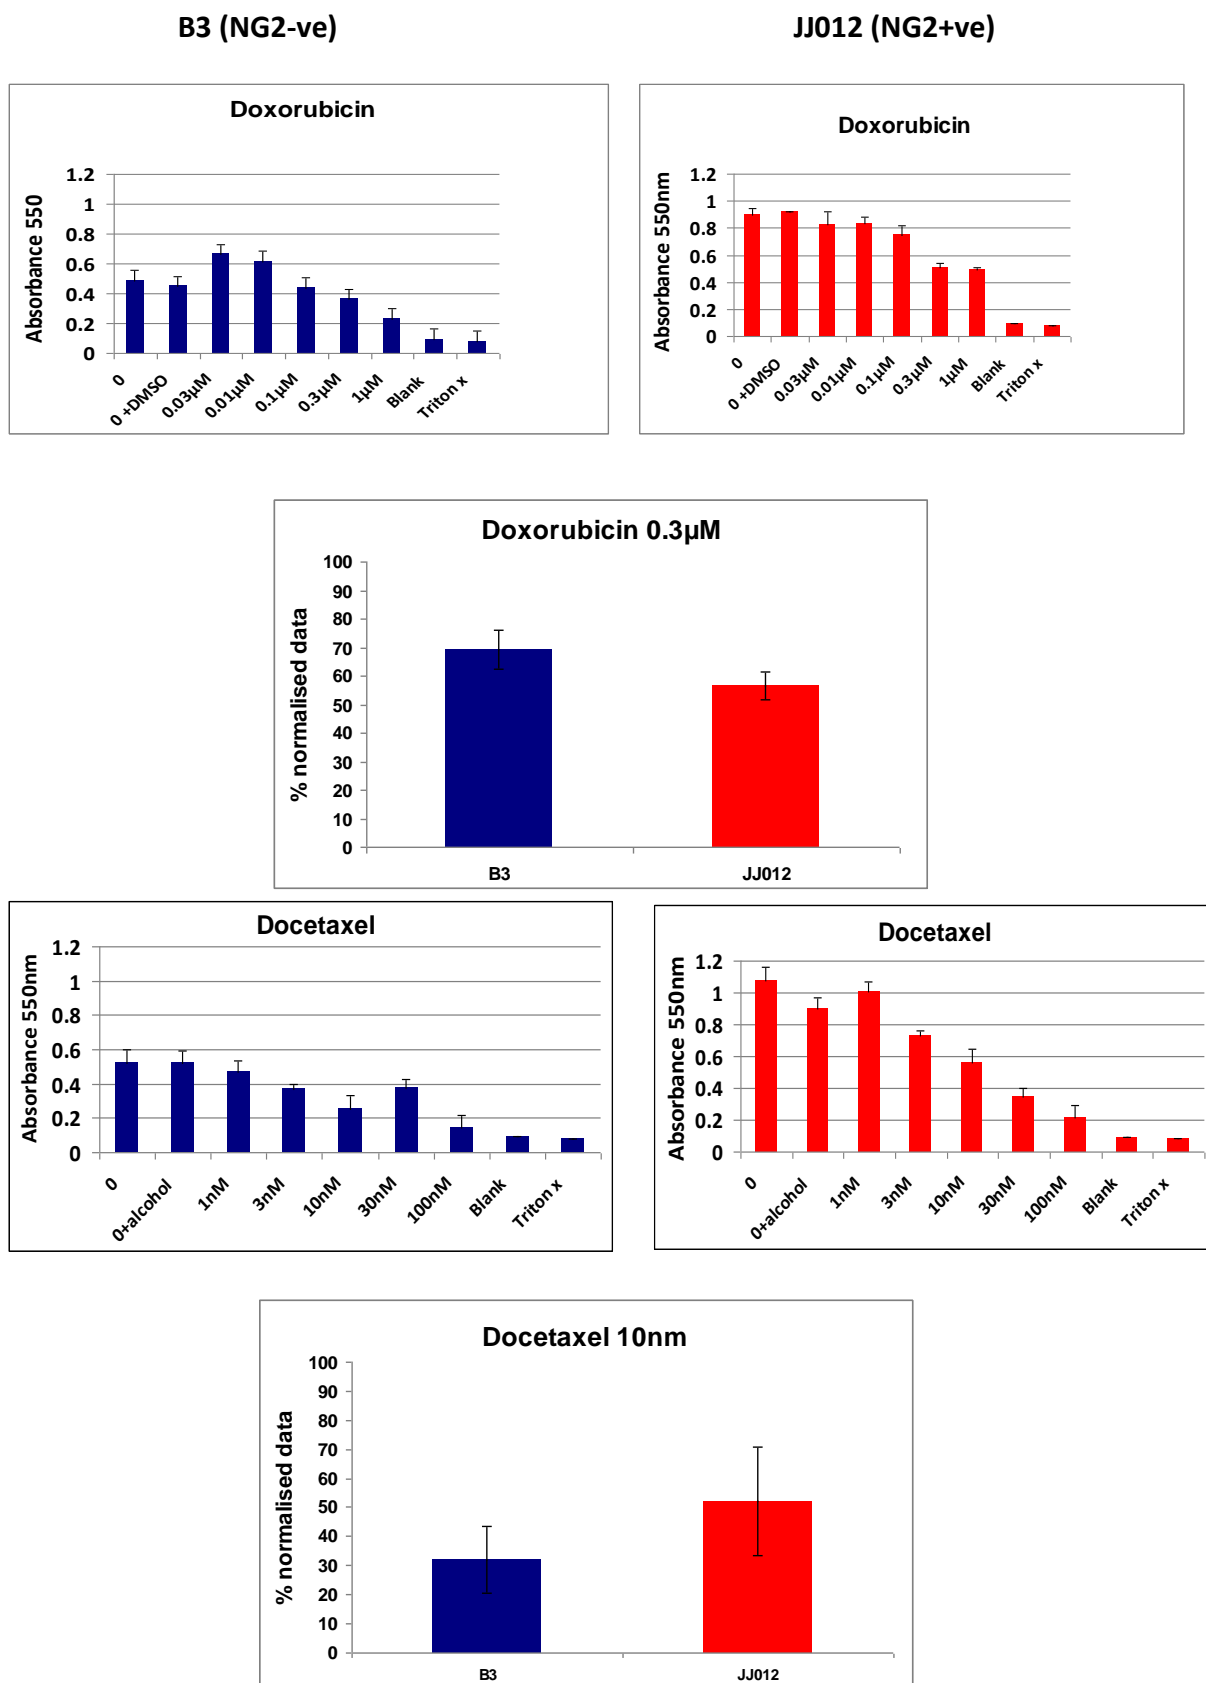 B3 (NG2-ve)
JJ012 (NG2+ve)
Doxorubicin
Absorbance 550
1.2
1
0.8
0.6
0.4
0.2
0
0
0 +DMSO
0.03µM
0.01µM
0.1µM
0.3µM
1µM
Blank
Triton x
Doxorubicin
Absorbance 550nm
1.2
1
0.8
0.6
0.4
0.2
0
0
0 +DMSO
0.03µM
0.01µM
0.1µM
0.3µM
1µM
Blank
Triton x
Doxorubicin 0.3µM
% normalised data
100
90
80
70
60
50
40
30
20
10
0
B3
JJ012
Docetaxel
Absorbance 550nm
1.2
1
0.8
0.6
0.4
0.2
0
0
0+alcohol
1nM
3nM
10nM
30nM
100nM
Blank
Triton x
Docetaxel
Absorbance 550nm
1.2
1
0.8
0.6
0.4
0.2
0
0
0+alcohol
1nM
3nM
10nM
30nM
100nM
Blank
Triton x
Docetaxel 10nm
% normalised data
100
90
80
70
60
50
40
30
20
10
0
B3
JJ012